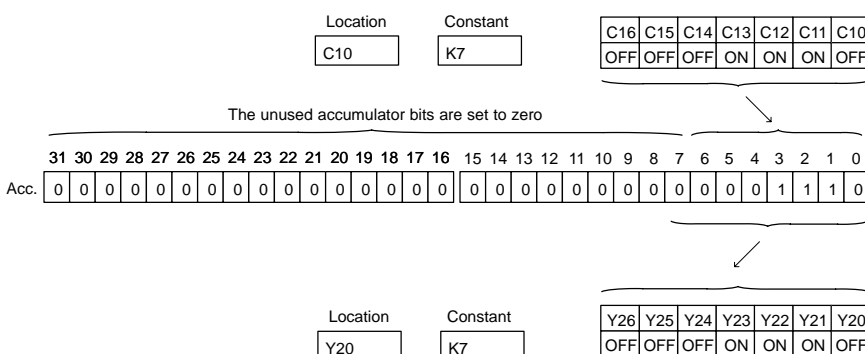 Location Constant
C10 K7
C16 C15 C14 C13 C12 C11 C10
OFF OFF OFF ON ON ON OFF
The unused accumulator bits are set to zero
31 30 29 28 27 26 25 24 23 22 21 20 19 18 17 16 15 14 13 12 11 10 9 8 7 6 5 4 3 2 1 0
Acc. 0 0 0 0 0 0 0 0 0 0 0 0 0 0 0 0 0 0 0 0 0 0 0 0 0 0 0 0 1 1 1 0
Location Constant
Y20 K7
Y26 Y25 Y24 Y23 Y22 Y21 Y20
OFF OFF OFF ON ON ON OFF